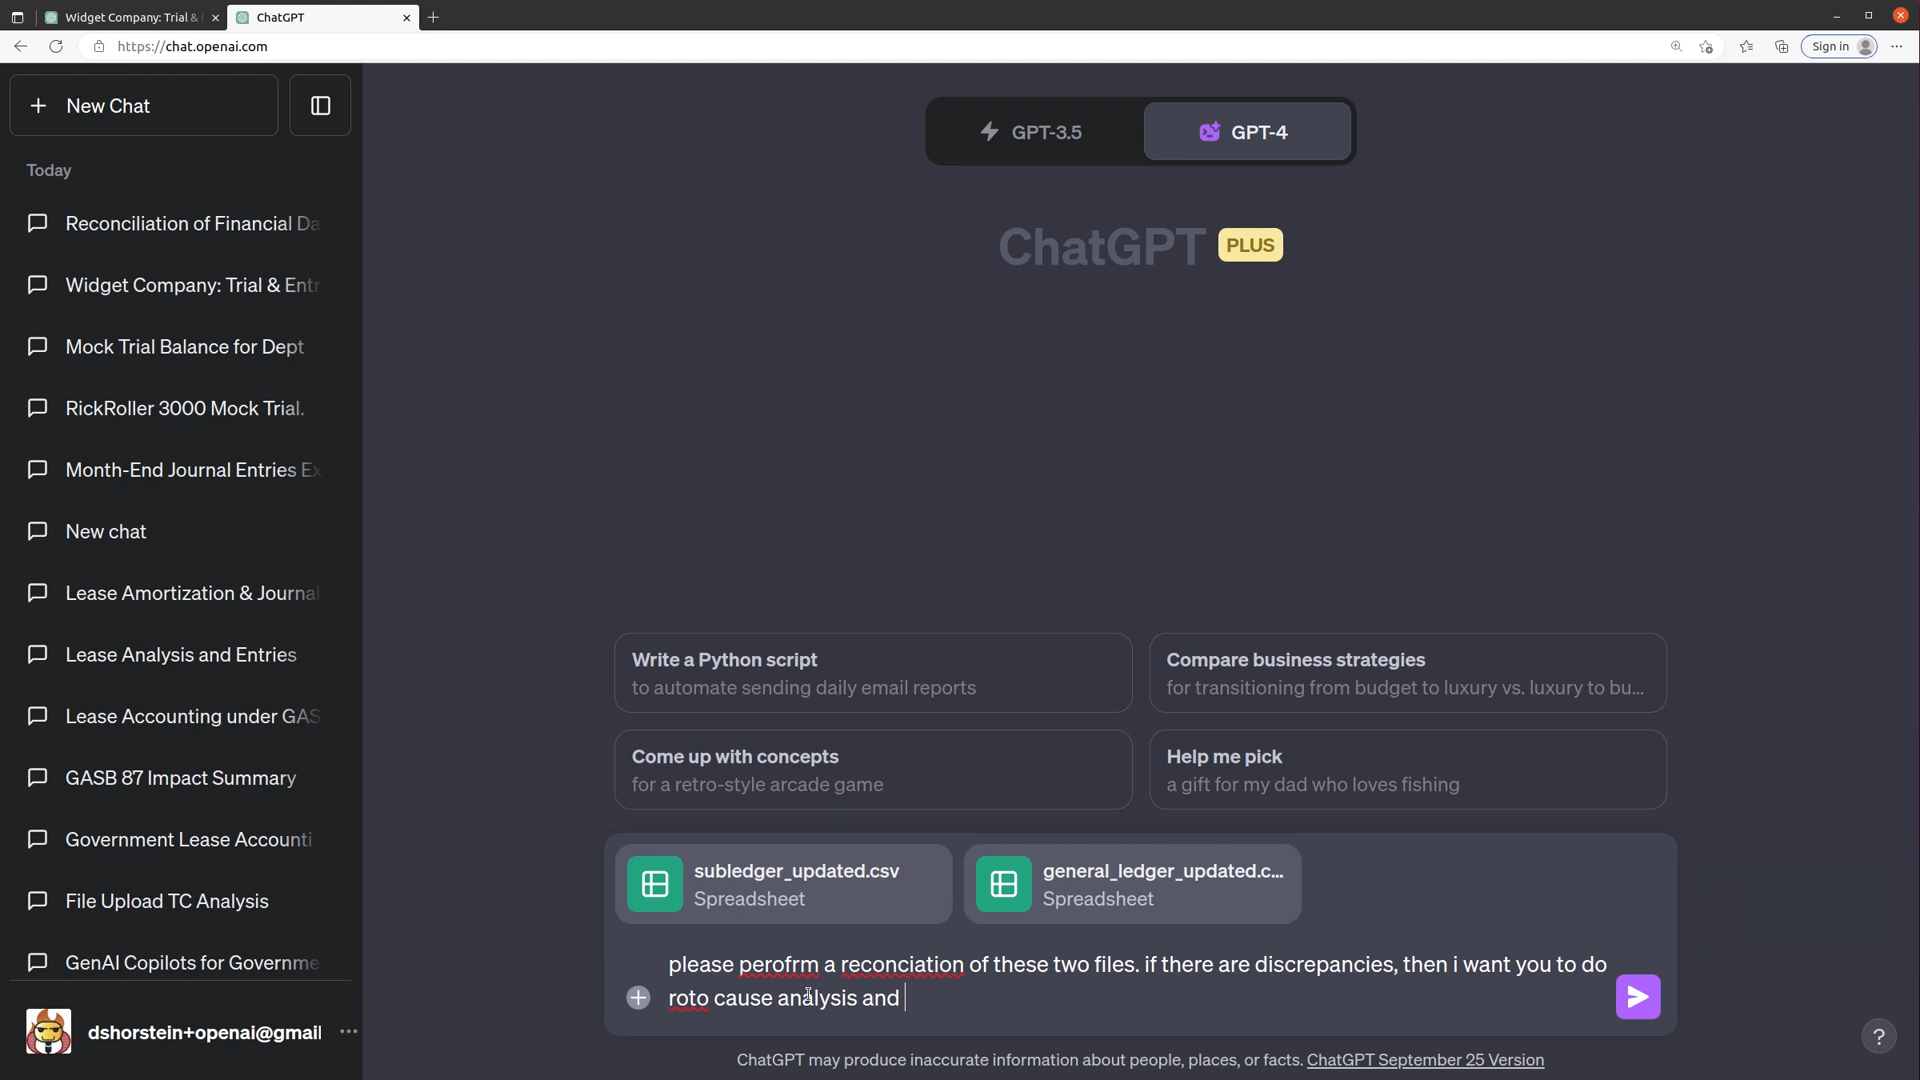 Widget Company: Trial &
ChatGPT
https://chat.openai.com
Sign in
New Chat
Today
Reconciliation of Financial Da
Widget Company: Trial & Entr
Mock Trial Balance for Dept
RickRoller 3000 Mock Trial.
Month-End Journal Entries Ex
New chat
Lease Amortization & Journal
Lease Analysis and Entries
Lease Accounting under GAS
GASB 87 Impact Summary
Government Lease Accounti
File Upload TC Analysis
GenAI Copilots for Governme
dshorstein+openai@gmail
GPT-3.5
GPT-4
ChatGPT PLUS
Write a Python script
to automate sending daily email reports
Compare business strategies
for transitioning from budget to luxury vs. luxury to bu...
Come up with concepts
for a retro-style arcade game
Help me pick
a gift for my dad who loves fishing
subledger_updated.csv
Spreadsheet
general_ledger_updated.c...
Spreadsheet
please perofrm a reconciation of these two files. if there are discrepancies, then i want you to do
roto cause analysis and
ChatGPT may produce inaccurate information about people, places, or facts. ChatGPT September 25 Version
?